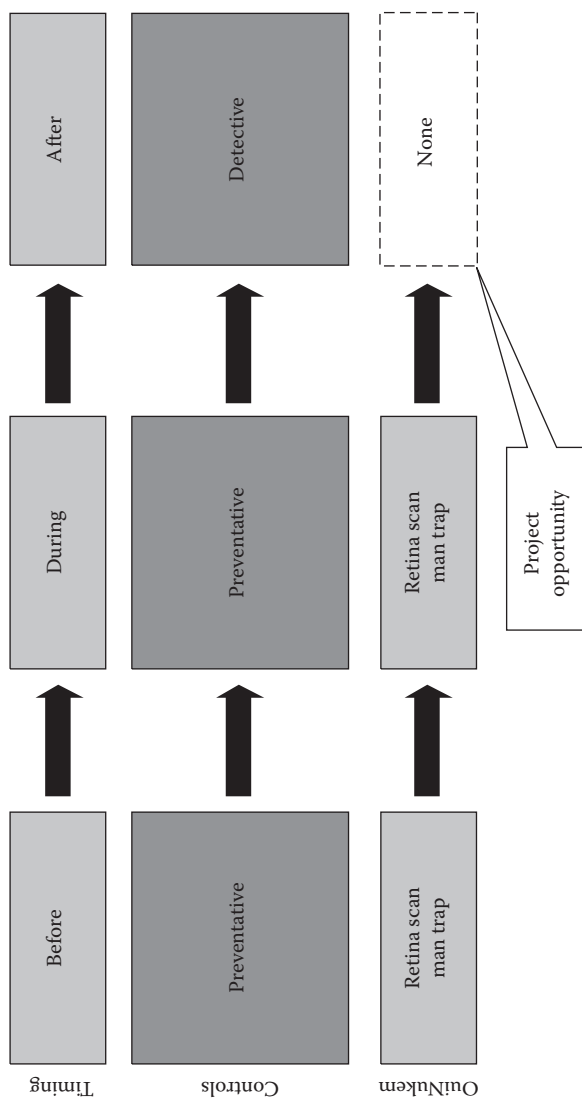 Timing
Before
During
After
Controls
Preventative
Preventative
Detective
OuiNukem
Retina scan
man trap
Retina scan
man trap
None
Project
opportunity